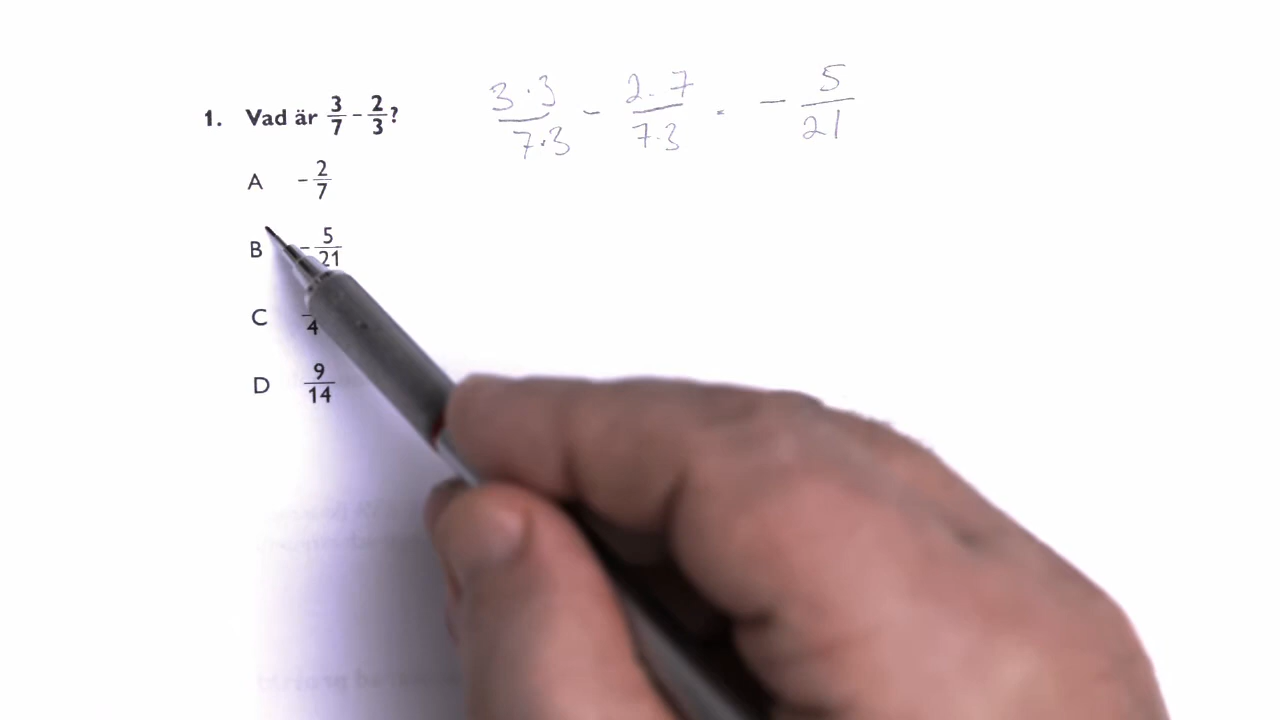 1. Vad är 3/7 - 2/3?
3·3/7·3 - 2·7/7·3 = - 5/21
A -2/7
B -5/21
C /4
D 9/14